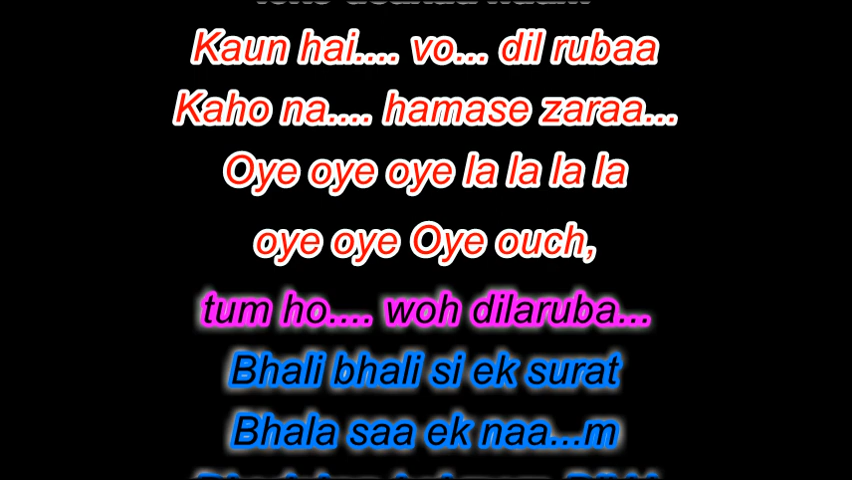 Kaun hai.... vo... dil rubaa
Kaho na.... hamase zaraa...
Oye oye oye la la la la
oye oye Oye ouch,
tum ho.... woh dilaruba...
Bhali bhali si ek surat
Bhala saa ek naa...m